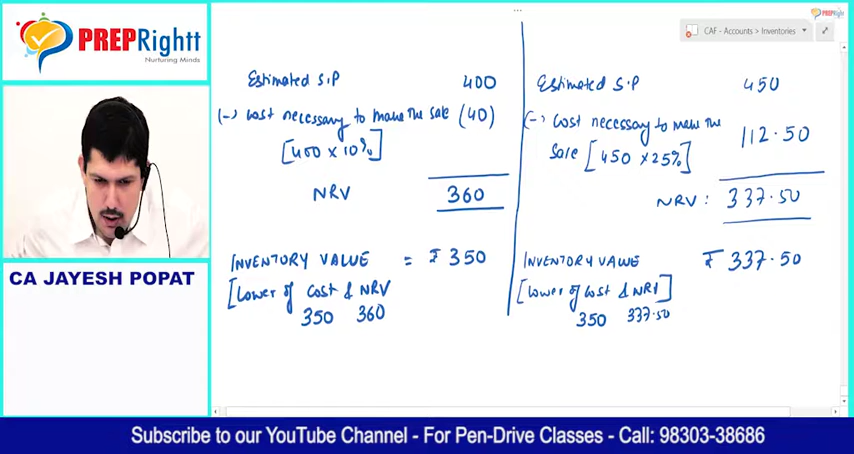 PREPRightt
Nurturing Minds
PrepRightt
CAF - Accounts > Inventories
CA JAYESH POPAT
Estimated S.P 400
(-) Cost necessary to make the sale (40)
[400 x 10%]
NRV 360
INVENTORY VALUE = ₹ 350
[Lower of Cost & NRV
350 360
Estimated S.P 450
(-) Cost necessary to make the
Sale [450 x 25%] 112.50
NRV : 337.50
INVENTORY VALUE ₹ 337.50
[Lower of Cost & NRV]
350 337.50
Subscribe to our YouTube Channel - For Pen-Drive Classes - Call: 98303-38686